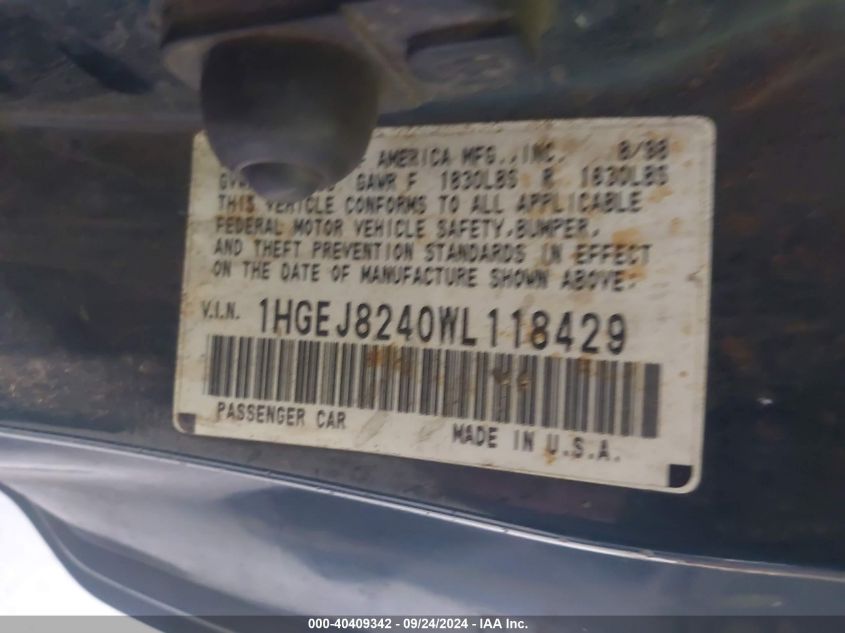 AMERICA MFG.,INC. 8/98
GAWR F 1830LBS R 1630LBS
THIS VEHICLE CONFORMS TO ALL APPLICABLE
FEDERAL MOTOR VEHICLE SAFETY,BUMPER,
AND THEFT PREVENTION STANDARDS IN EFFECT
ON THE DATE OF MANUFACTURE SHOWN ABOVE.
V.I.N. 1HGEJ8240WL118429
PASSENGER CAR MADE IN U.S.A.
000-40409342 - 09/24/2024 - IAA Inc.